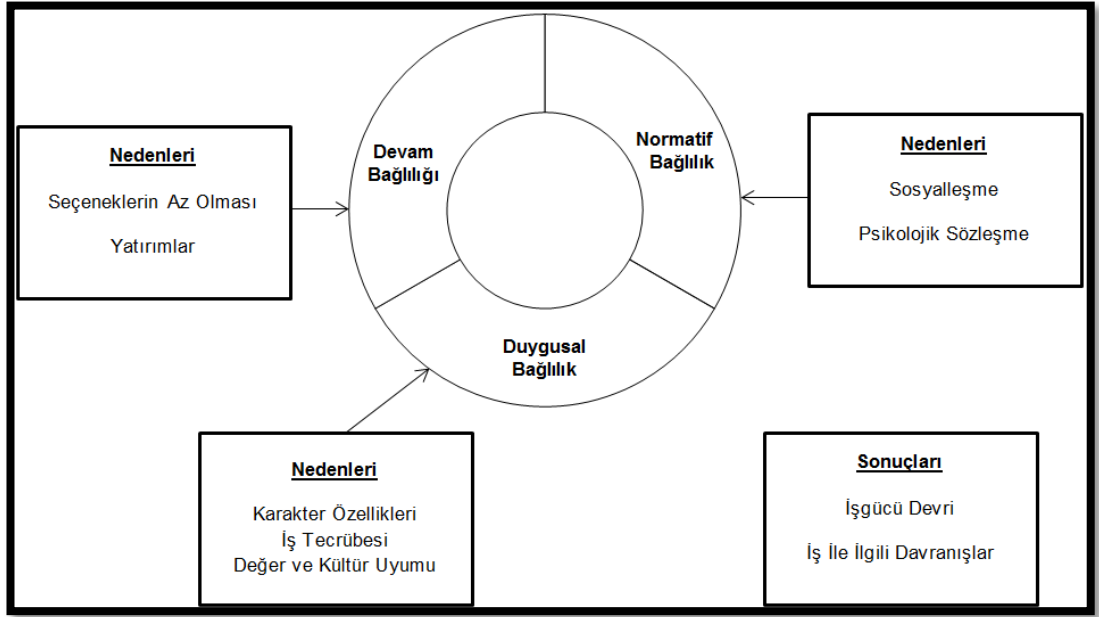 Nedenleri
Seçeneklerin Az Olması
Yatırımlar
Devam
Bağlılığı
Normatif
Bağlılık
Nedenleri
Sosyalleşme
Psikolojik Sözleşme
Duygusal
Bağlılık
Nedenleri
Karakter Özellikleri
İş Tecrübesi
Değer ve Kültür Uyumu
Sonuçları
İşgücü Devri
İş İle İlgili Davranışlar